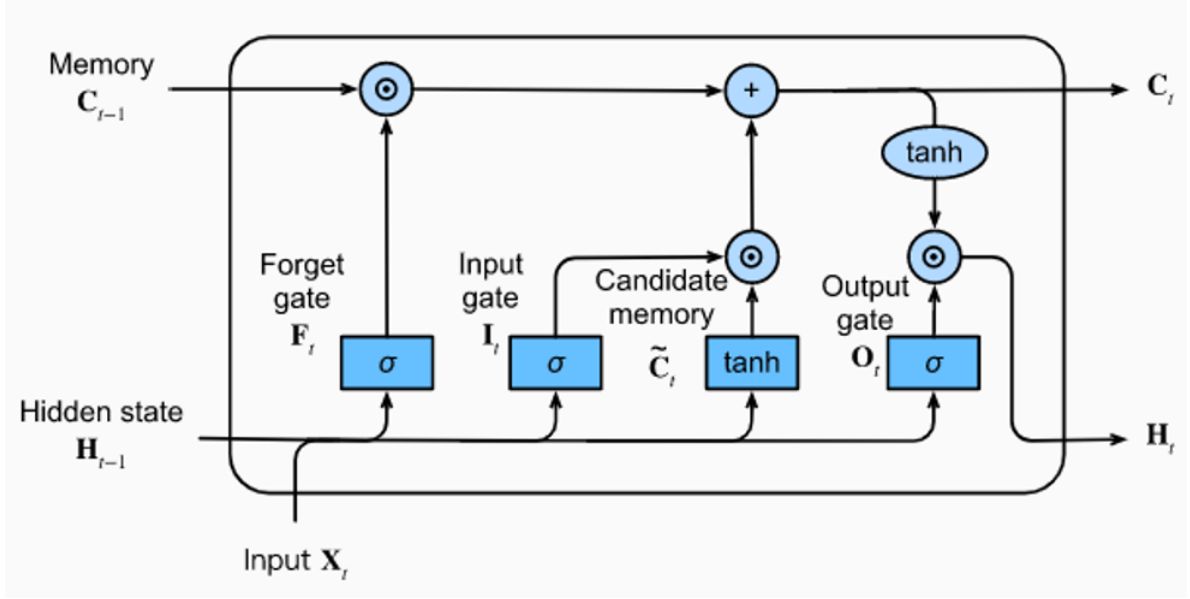 Memory
C_{t−1}
⊙
+
C_t
tanh
Forget
gate
F_t
σ
Input
gate
I_t
σ
⊙
Candidate
memory
C̃_t
tanh
⊙
Output
gate
O_t
σ
Hidden state
H_{t−1}
H_t
Input X_t